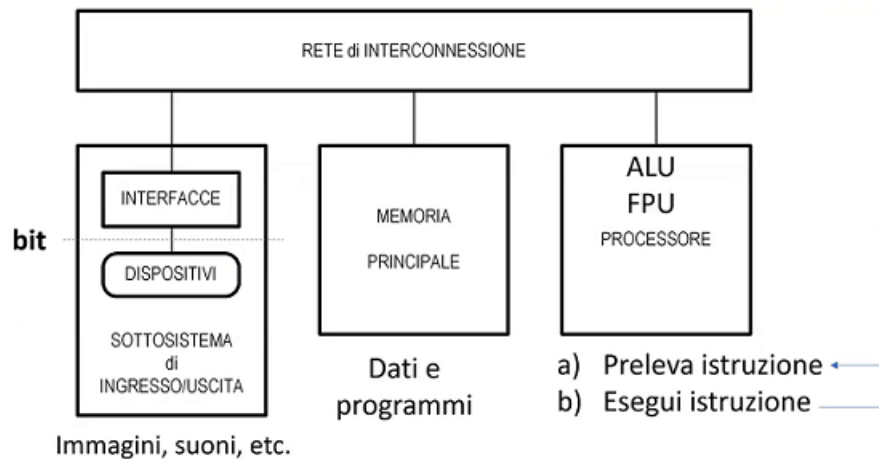 RETE di INTERCONNESSIONE
INTERFACCE
bit
DISPOSITIVI
SOTTOSISTEMA
di
INGRESSO/USCITA
Immagini, suoni, etc.
MEMORIA
PRINCIPALE
Dati e
programmi
ALU
FPU
PROCESSORE
a) Preleva istruzione
b) Esegui istruzione